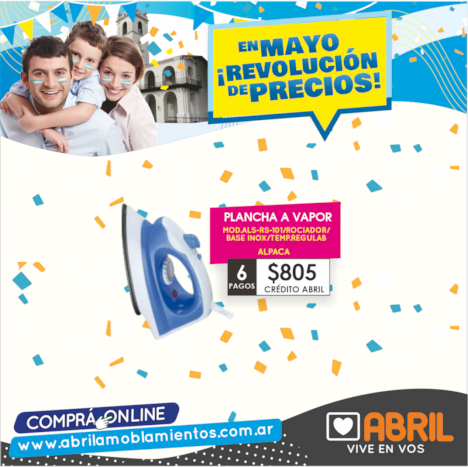 EN MAYO
¡REVOLUCIÓN
DE PRECIOS!
PLANCHA A VAPOR
MOD.ALS-RS-101/ROCIADOR/
BASE INOX/TEMP.REGULAB
ALPACA
6
PAGOS
$805
CRÉDITO ABRIL
COMPRÁ ONLINE
www.abrilamoblamientos.com.ar
ABRIL
VIVE EN VOS